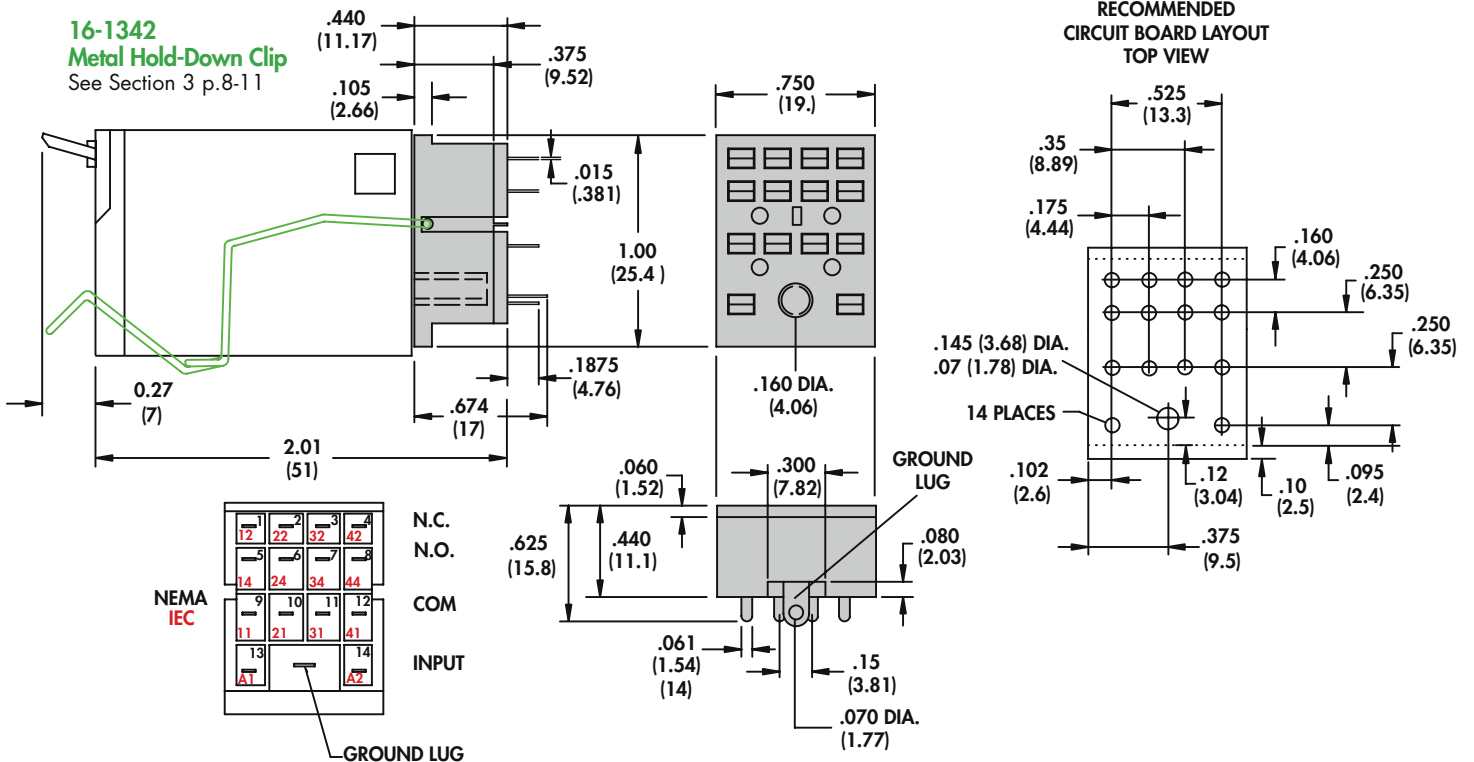 16-1342
Metal Hold-Down Clip
See Section 3 p.8-11
.440
(11.17)
.375
(9.52)
.105
(2.66)
.015
(.381)
1.00
(25.4 )
.1875
(4.76)
.674
(17)
0.27
(7)
2.01
(51)
.750
(19.)
.160 DIA.
(4.06)
RECOMMENDED
CIRCUIT BOARD LAYOUT
TOP VIEW
.525
(13.3)
.35
(8.89)
.175
(4.44)
.160
(4.06)
.250
(6.35)
.250
(6.35)
.145 (3.68) DIA.
.07 (1.78) DIA.
14 PLACES
.102
(2.6)
.12
(3.04)
.10
(2.5)
.095
(2.4)
.375
(9.5)
NEMA
IEC
1 2 3 4
12 22 32 42
N.C.
5 6 7 8
14 24 34 44
N.O.
9 10 11 12
11 21 31 41
COM
13 14
A1 A2
INPUT
GROUND LUG
.060
(1.52)
.300
(7.82)
GROUND
LUG
.625
(15.8)
.440
(11.1)
.080
(2.03)
.061
(1.54)
(14)
.15
(3.81)
.070 DIA.
(1.77)